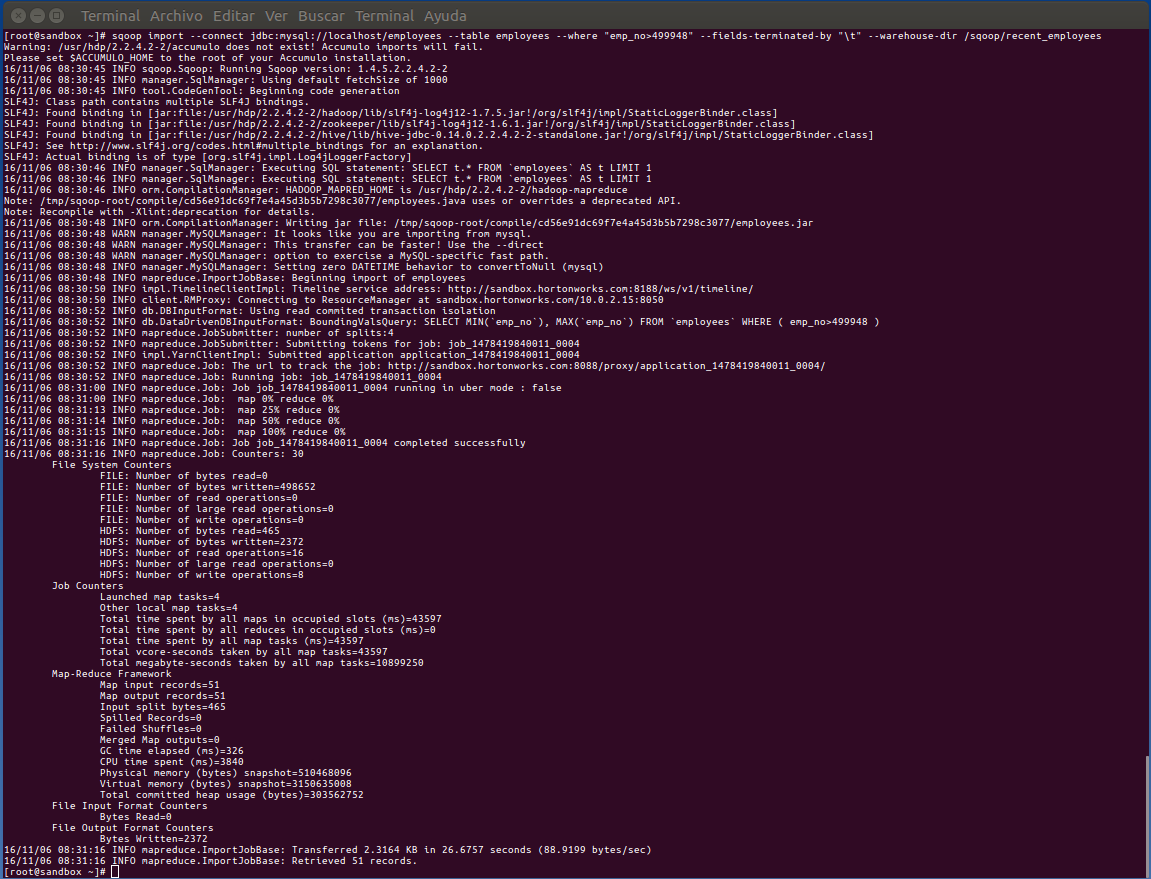 Terminal Archivo Editar Ver Buscar Terminal Ayuda
[root@sandbox ~]# sqoop import --connect jdbc:mysql://localhost/employees --table employees --where "emp_no>499948" --fields-terminated-by "\t" --warehouse-dir /sqoop/recent_employees
Warning: /usr/hdp/2.2.4.2-2/accumulo does not exist! Accumulo imports will fail.
Please set $ACCUMULO_HOME to the root of your Accumulo installation.
16/11/06 08:30:45 INFO sqoop.Sqoop: Running Sqoop version: 1.4.5.2.2.4.2-2
16/11/06 08:30:45 INFO manager.SqlManager: Using default fetchSize of 1000
16/11/06 08:30:45 INFO tool.CodeGenTool: Beginning code generation
SLF4J: Class path contains multiple SLF4J bindings.
SLF4J: Found binding in [jar:file:/usr/hdp/2.2.4.2-2/hadoop/lib/slf4j-log4j12-1.7.5.jar!/org/slf4j/impl/StaticLoggerBinder.class]
SLF4J: Found binding in [jar:file:/usr/hdp/2.2.4.2-2/zookeeper/lib/slf4j-log4j12-1.6.1.jar!/org/slf4j/impl/StaticLoggerBinder.class]
SLF4J: Found binding in [jar:file:/usr/hdp/2.2.4.2-2/hive/lib/hive-jdbc-0.14.0.2.2.4.2-2-standalone.jar!/org/slf4j/impl/StaticLoggerBinder.class]
SLF4J: See http://www.slf4j.org/codes.html#multiple_bindings for an explanation.
SLF4J: Actual binding is of type [org.slf4j.impl.Log4jLoggerFactory]
16/11/06 08:30:46 INFO manager.SqlManager: Executing SQL statement: SELECT t.* FROM `employees` AS t LIMIT 1
16/11/06 08:30:46 INFO manager.SqlManager: Executing SQL statement: SELECT t.* FROM `employees` AS t LIMIT 1
16/11/06 08:30:46 INFO orm.CompilationManager: HADOOP_MAPRED_HOME is /usr/hdp/2.2.4.2-2/hadoop-mapreduce
Note: /tmp/sqoop-root/compile/cd56e91dc69f7e4a45d3b5b7298c3077/employees.java uses or overrides a deprecated API.
Note: Recompile with -Xlint:deprecation for details.
16/11/06 08:30:48 INFO orm.CompilationManager: Writing jar file: /tmp/sqoop-root/compile/cd56e91dc69f7e4a45d3b5b7298c3077/employees.jar
16/11/06 08:30:48 WARN manager.MySQLManager: It looks like you are importing from mysql.
16/11/06 08:30:48 WARN manager.MySQLManager: This transfer can be faster! Use the --direct
16/11/06 08:30:48 WARN manager.MySQLManager: option to exercise a MySQL-specific fast path.
16/11/06 08:30:48 INFO manager.MySQLManager: Setting zero DATETIME behavior to convertToNull (mysql)
16/11/06 08:30:48 INFO mapreduce.ImportJobBase: Beginning import of employees
16/11/06 08:30:50 INFO impl.TimelineClientImpl: Timeline service address: http://sandbox.hortonworks.com:8188/ws/v1/timeline/
16/11/06 08:30:50 INFO client.RMProxy: Connecting to ResourceManager at sandbox.hortonworks.com/10.0.2.15:8050
16/11/06 08:30:52 INFO db.DBInputFormat: Using read commited transaction isolation
16/11/06 08:30:52 INFO db.DataDrivenDBInputFormat: BoundingValsQuery: SELECT MIN(`emp_no`), MAX(`emp_no`) FROM `employees` WHERE ( emp_no>499948 )
16/11/06 08:30:52 INFO mapreduce.JobSubmitter: number of splits:4
16/11/06 08:30:52 INFO mapreduce.JobSubmitter: Submitting tokens for job: job_1478419840011_0004
16/11/06 08:30:52 INFO impl.YarnClientImpl: Submitted application application_1478419840011_0004
16/11/06 08:30:52 INFO mapreduce.Job: The url to track the job: http://sandbox.hortonworks.com:8088/proxy/application_1478419840011_0004/
16/11/06 08:30:52 INFO mapreduce.Job: Running job: job_1478419840011_0004
16/11/06 08:31:00 INFO mapreduce.Job: Job job_1478419840011_0004 running in uber mode : false
16/11/06 08:31:00 INFO mapreduce.Job:  map 0% reduce 0%
16/11/06 08:31:13 INFO mapreduce.Job:  map 25% reduce 0%
16/11/06 08:31:14 INFO mapreduce.Job:  map 50% reduce 0%
16/11/06 08:31:15 INFO mapreduce.Job:  map 100% reduce 0%
16/11/06 08:31:16 INFO mapreduce.Job: Job job_1478419840011_0004 completed successfully
16/11/06 08:31:16 INFO mapreduce.Job: Counters: 30
File System Counters
FILE: Number of bytes read=0
FILE: Number of bytes written=498652
FILE: Number of read operations=0
FILE: Number of large read operations=0
FILE: Number of write operations=0
HDFS: Number of bytes read=465
HDFS: Number of bytes written=2372
HDFS: Number of read operations=16
HDFS: Number of large read operations=0
HDFS: Number of write operations=8
Job Counters
Launched map tasks=4
Other local map tasks=4
Total time spent by all maps in occupied slots (ms)=43597
Total time spent by all reduces in occupied slots (ms)=0
Total time spent by all map tasks (ms)=43597
Total vcore-seconds taken by all map tasks=43597
Total megabyte-seconds taken by all map tasks=10899250
Map-Reduce Framework
Map input records=51
Map output records=51
Input split bytes=465
Spilled Records=0
Failed Shuffles=0
Merged Map outputs=0
GC time elapsed (ms)=326
CPU time spent (ms)=3840
Physical memory (bytes) snapshot=510468096
Virtual memory (bytes) snapshot=3150635008
Total committed heap usage (bytes)=303562752
File Input Format Counters
Bytes Read=0
File Output Format Counters
Bytes Written=2372
16/11/06 08:31:16 INFO mapreduce.ImportJobBase: Transferred 2.3164 KB in 26.6757 seconds (88.9199 bytes/sec)
16/11/06 08:31:16 INFO mapreduce.ImportJobBase: Retrieved 51 records.
[root@sandbox ~]#